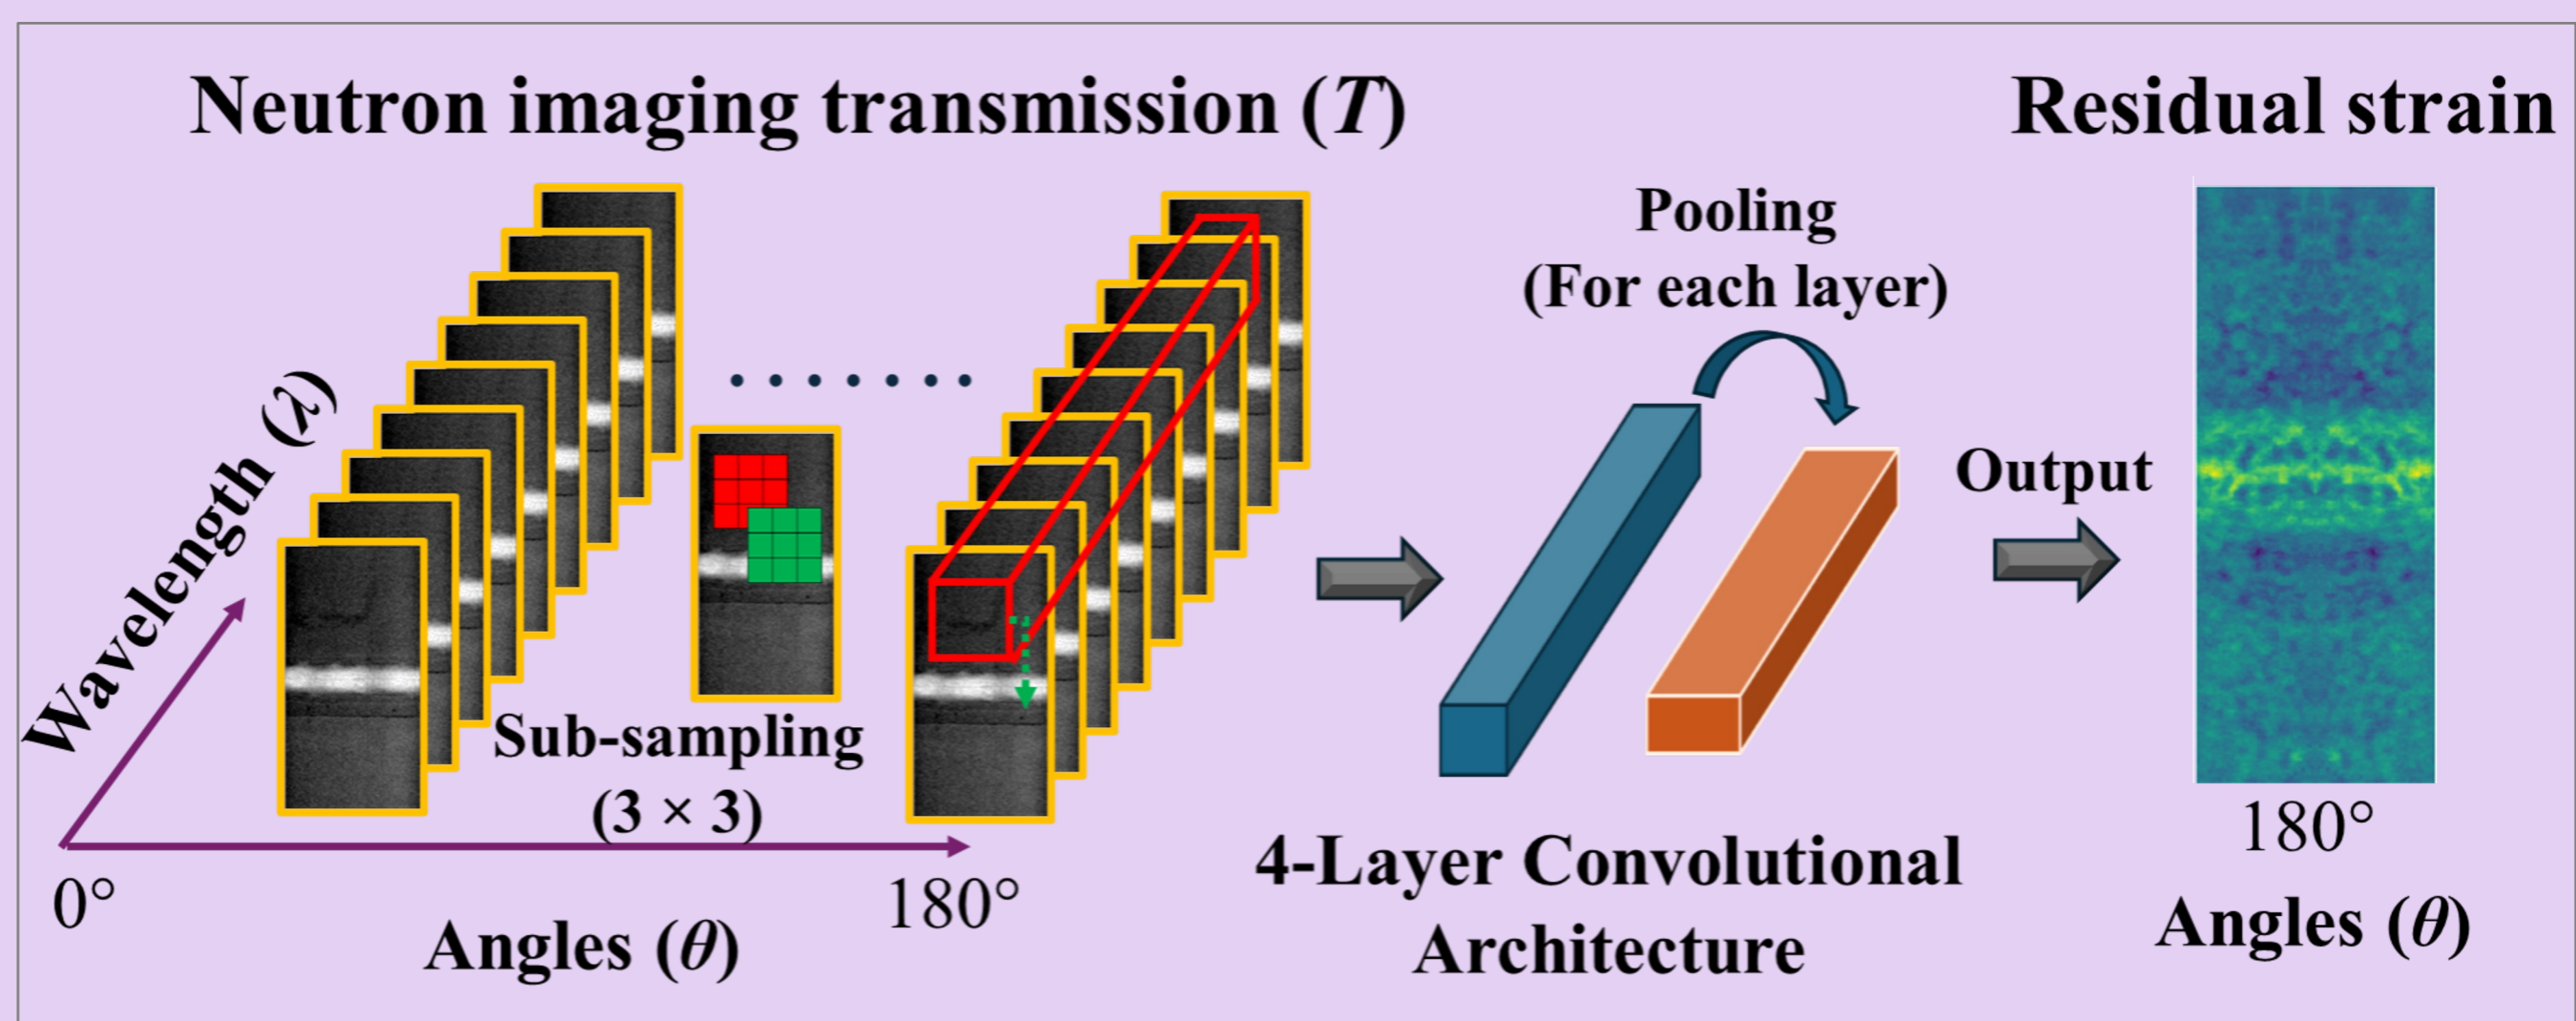 Neutron imaging transmission (T)
Residual strain
Pooling
(For each layer)
Wavelength (λ)
Output
Sub-sampling
(3 × 3)
0°
180°
Angles (θ)
4-Layer Convolutional
Architecture
180°
Angles (θ)